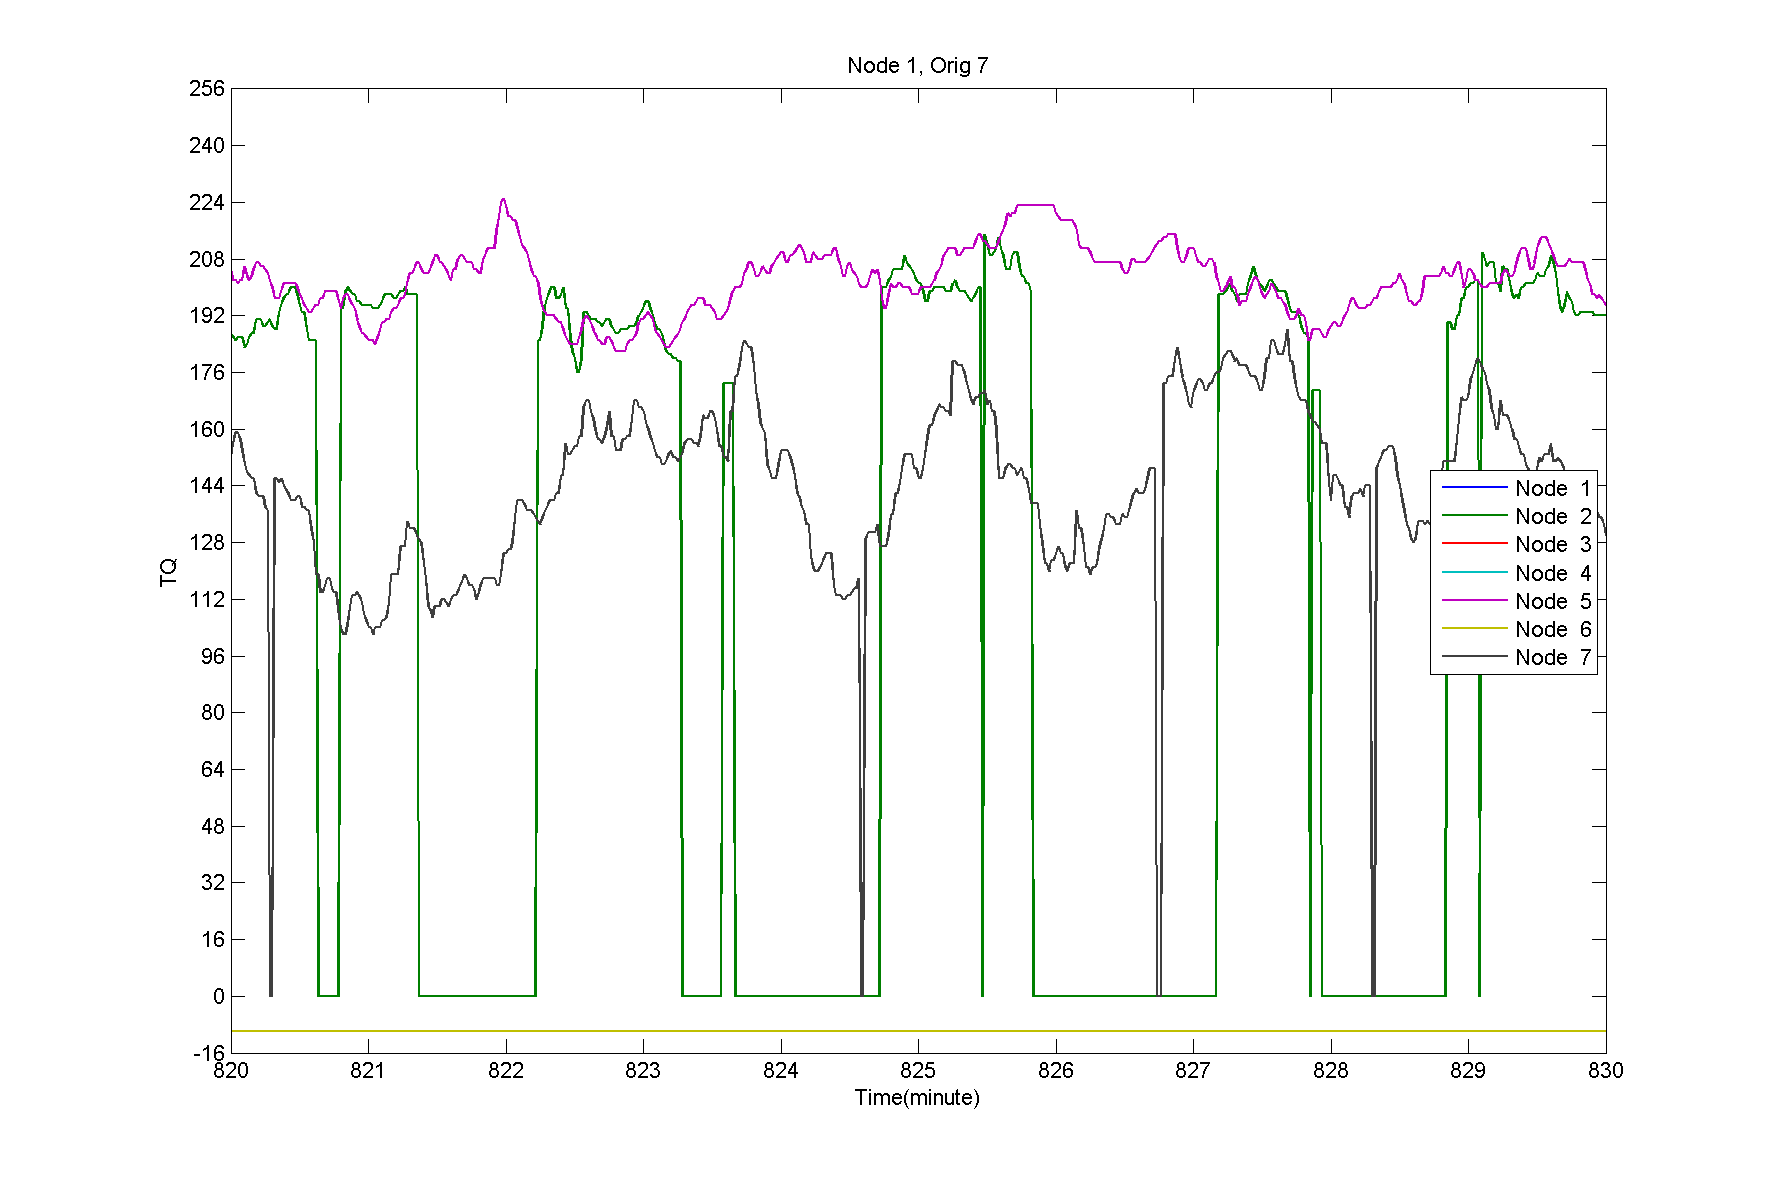 Node 1, Orig 7
256
240
224
208
192
176
160
144
128
112
96
80
64
48
32
16
0
-16
TQ
820 821 822 823 824 825 826 827 828 829 830
Time(minute)
Node 1
Node 2
Node 3
Node 4
Node 5
Node 6
Node 7